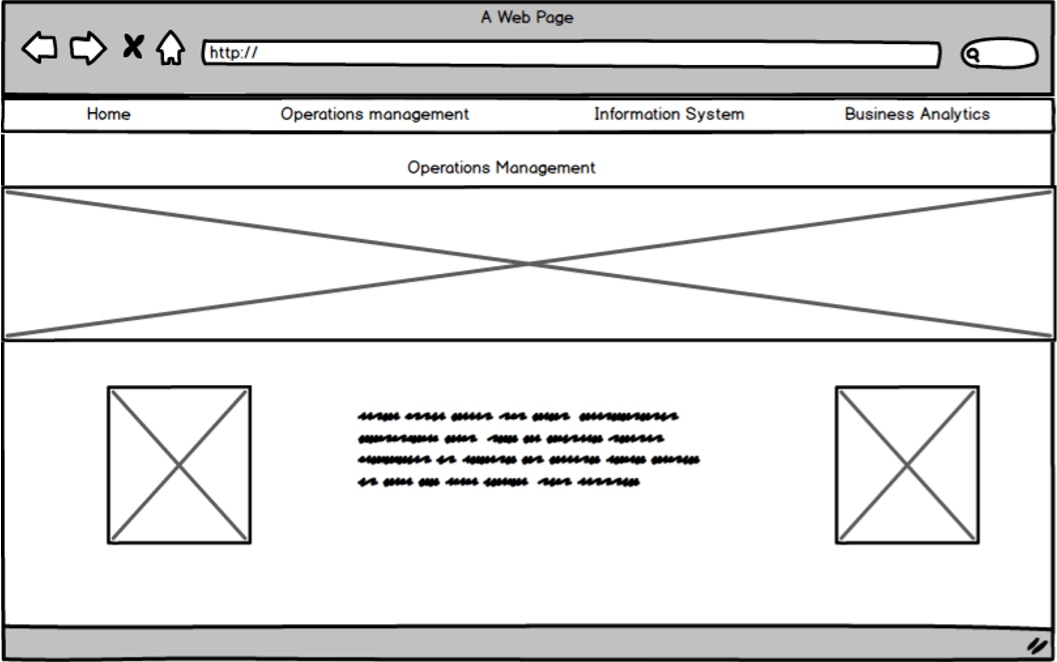 A Web Page
http://
Home Operations management Information System Business Analytics
Operations Management